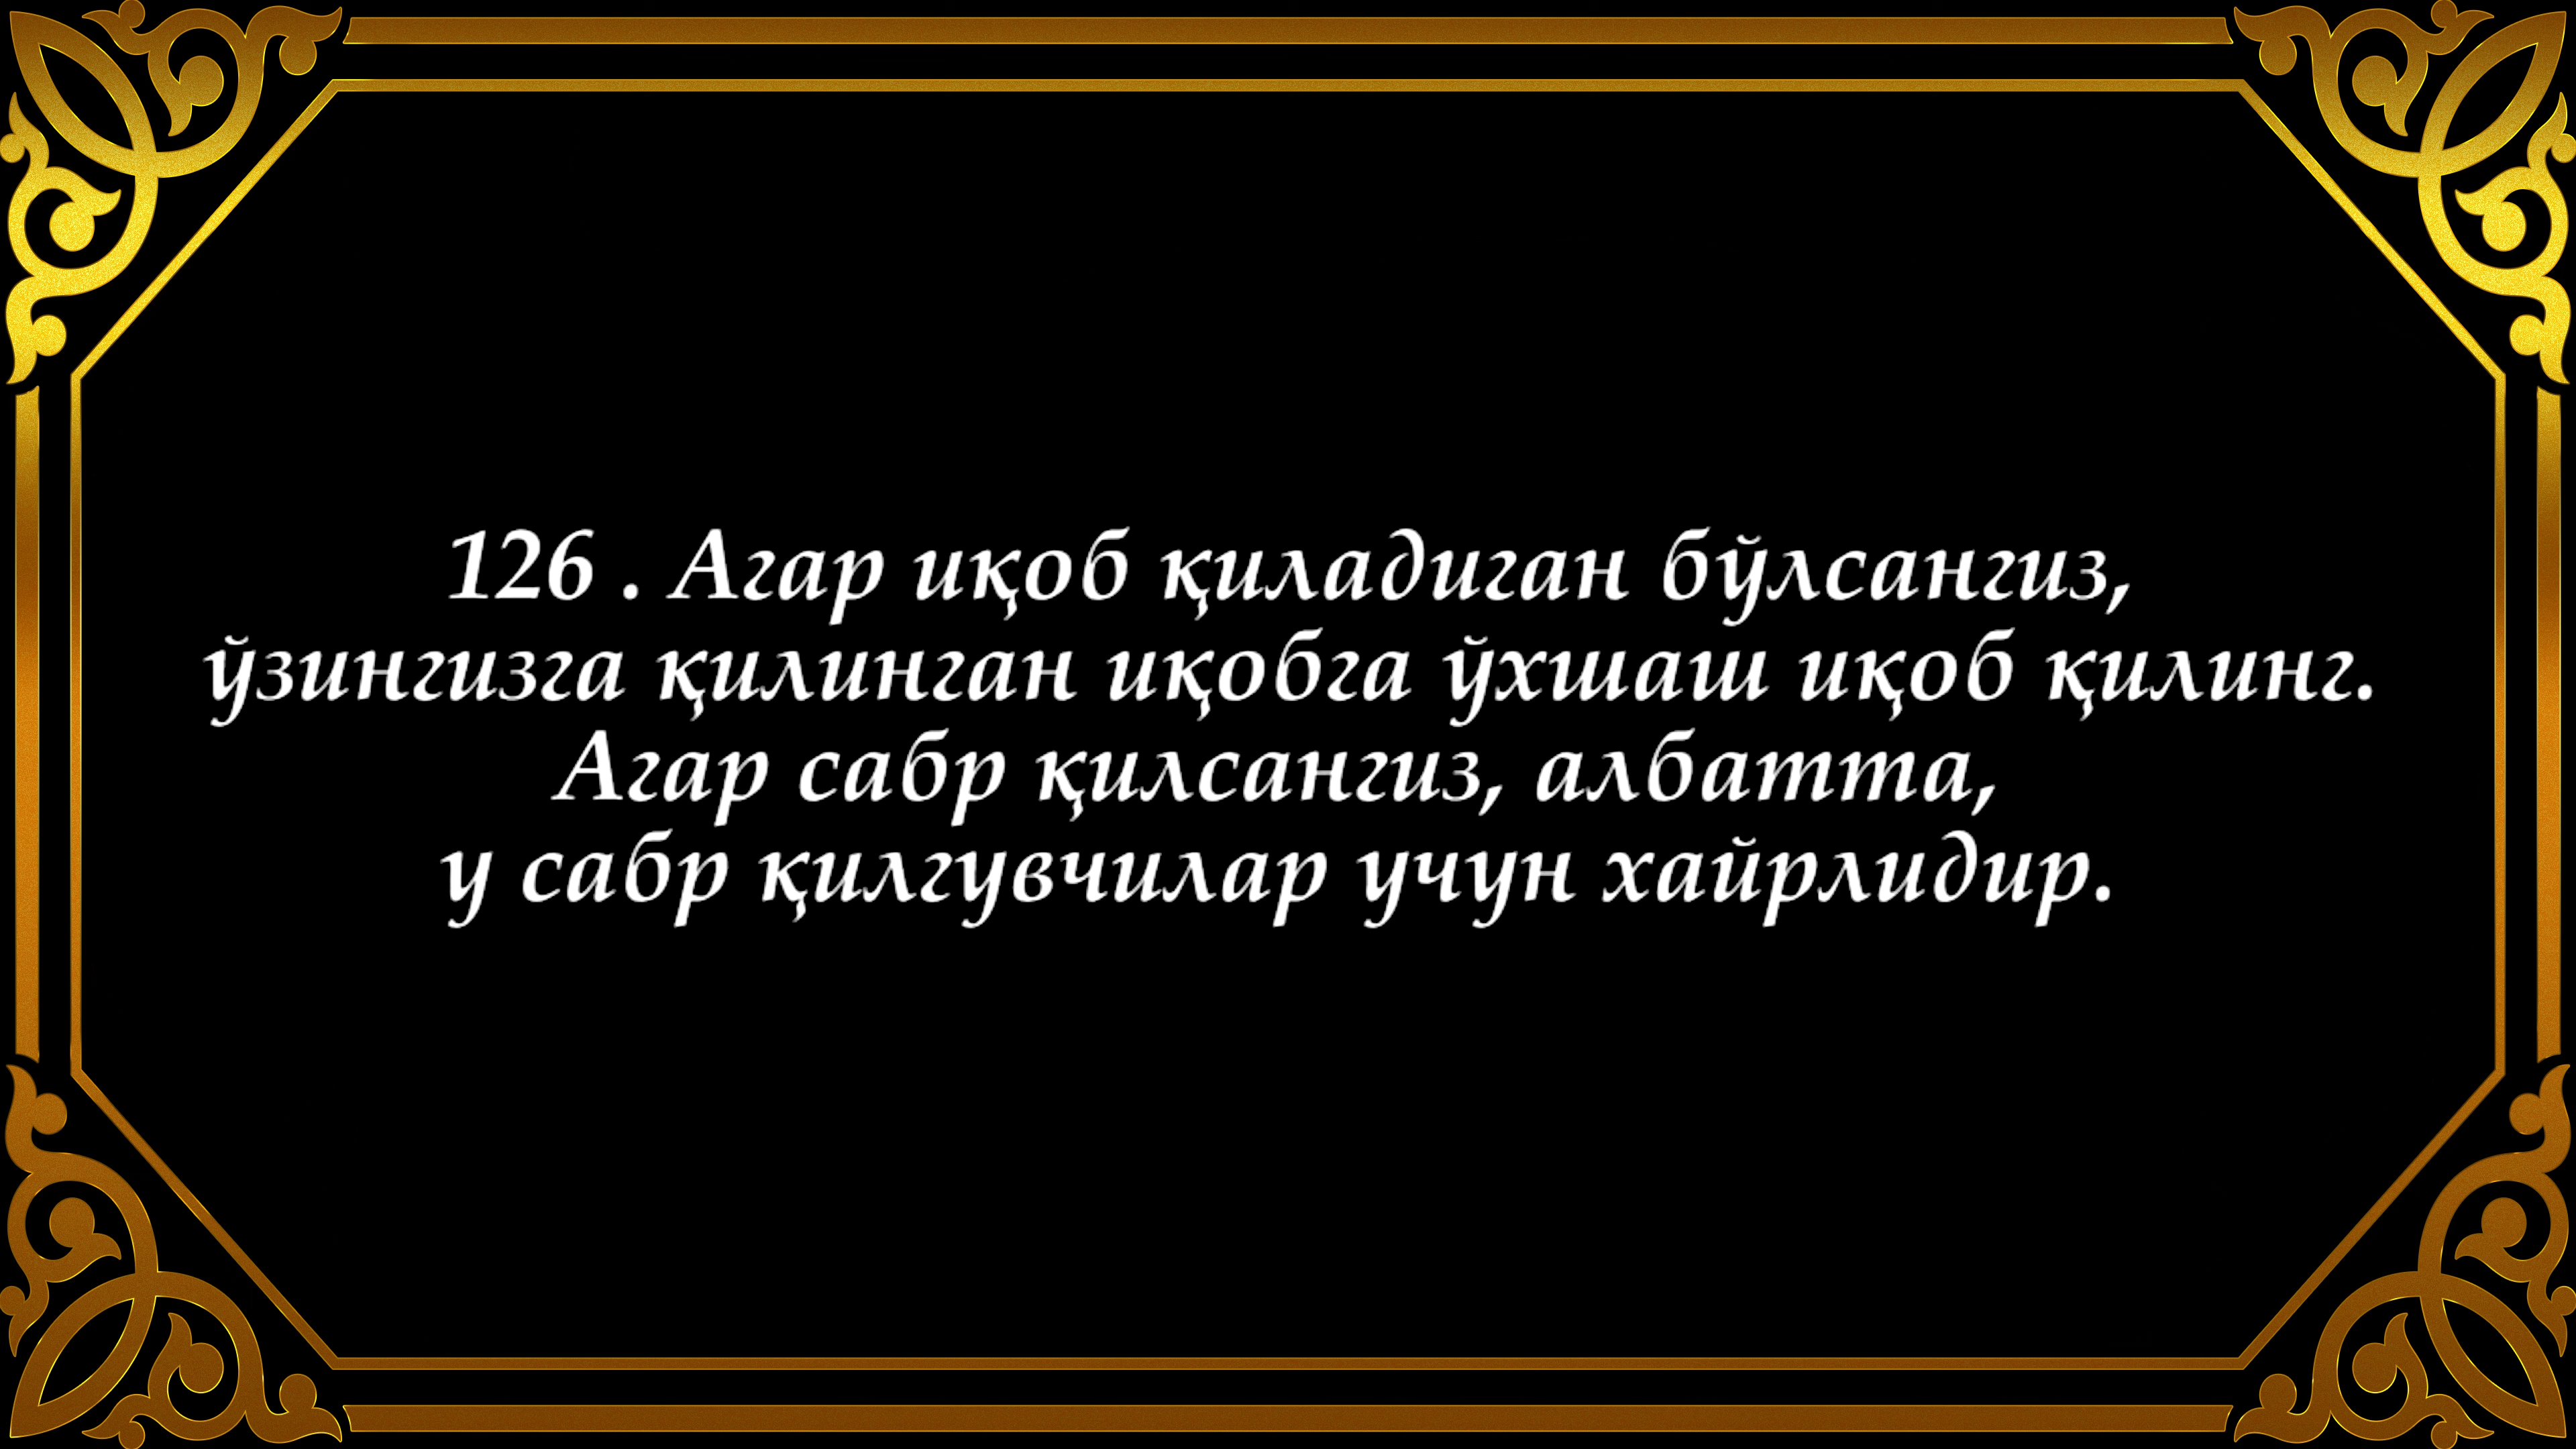 126 . Агар иқоб қиладиган бўлсангиз,
ўзингизга қилинган иқобга ўхшаш иқоб қилинг.
Агар сабр қилсангиз, албатта,
у сабр қилгувчилар учун хайрлидир.